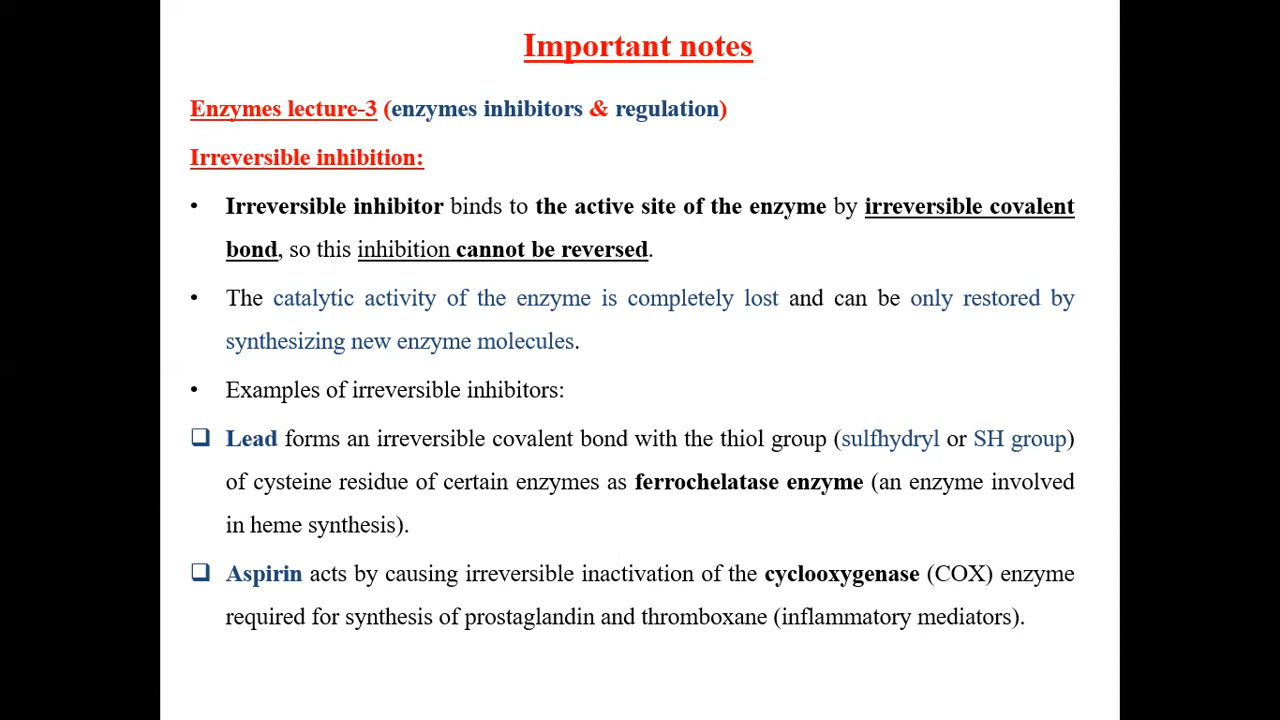 Important notes
Enzymes lecture-3 (enzymes inhibitors & regulation)
Irreversible inhibition:
• Irreversible inhibitor binds to the active site of the enzyme by irreversible covalent
bond, so this inhibition cannot be reversed.
• The catalytic activity of the enzyme is completely lost and can be only restored by
synthesizing new enzyme molecules.
• Examples of irreversible inhibitors:
❑ Lead forms an irreversible covalent bond with the thiol group (sulfhydryl or SH group)
of cysteine residue of certain enzymes as ferrochelatase enzyme (an enzyme involved
in heme synthesis).
❑ Aspirin acts by causing irreversible inactivation of the cyclooxygenase (COX) enzyme
required for synthesis of prostaglandin and thromboxane (inflammatory mediators).